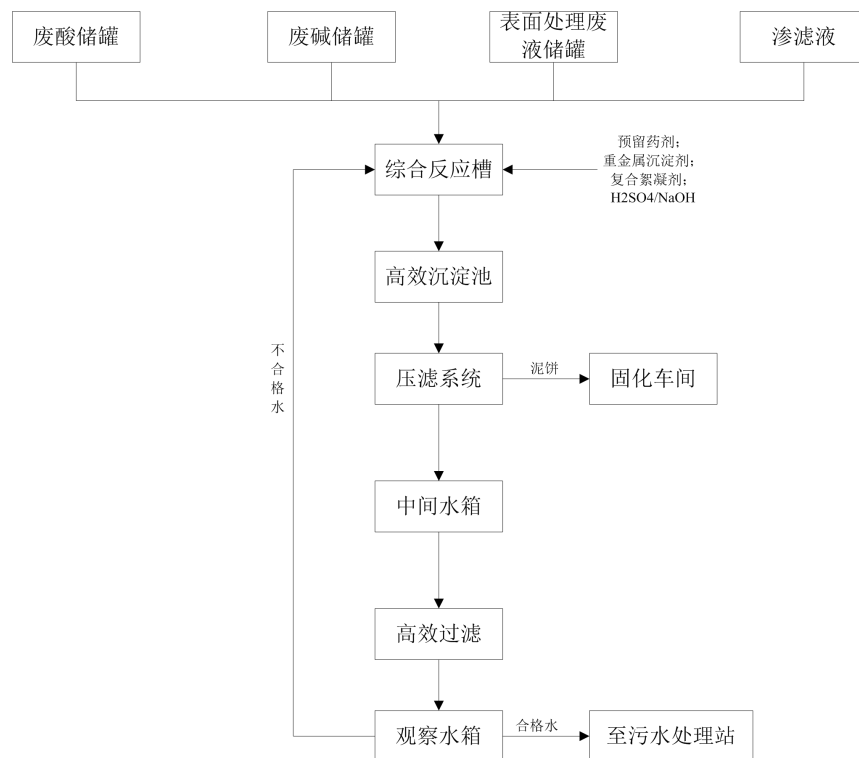 废酸储罐
废碱储罐
表面处理废
液储罐
渗滤液
预留药剂；
重金属沉淀剂；
复合絮凝剂；
H2SO4/NaOH
综合反应槽
高效沉淀池
不
合
格
水
压滤系统
泥饼
固化车间
中间水箱
高效过滤
观察水箱
合格水
至污水处理站